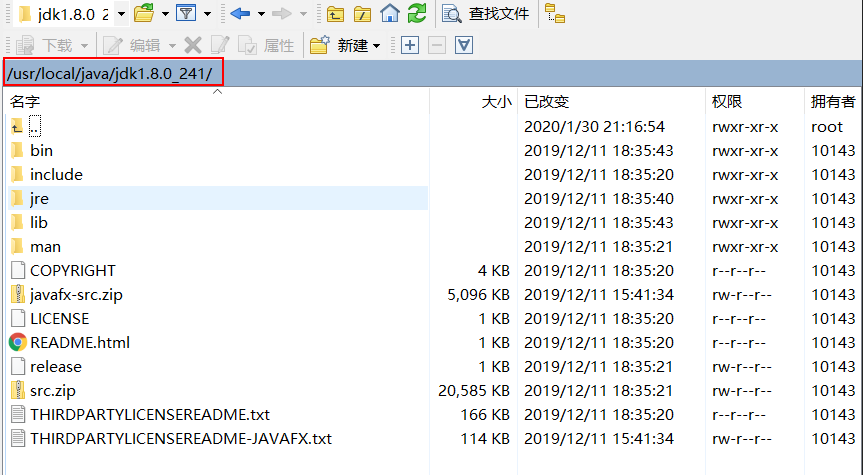 jdk1.8.0_2 查找文件
下载 编辑 属性 新建
/usr/local/java/jdk1.8.0_241/
名字 大小 已改变 权限 拥有者
.. 2020/1/30 21:16:54 rwxr-xr-x root
bin 2019/12/11 18:35:43 rwxr-xr-x 10143
include 2019/12/11 18:35:20 rwxr-xr-x 10143
jre 2019/12/11 18:35:40 rwxr-xr-x 10143
lib 2019/12/11 18:35:43 rwxr-xr-x 10143
man 2019/12/11 18:35:21 rwxr-xr-x 10143
COPYRIGHT 4 KB 2019/12/11 18:35:20 r--r--r-- 10143
javafx-src.zip 5,096 KB 2019/12/11 15:41:34 rw-r--r-- 10143
LICENSE 1 KB 2019/12/11 18:35:20 r--r--r-- 10143
README.html 1 KB 2019/12/11 18:35:20 r--r--r-- 10143
release 1 KB 2019/12/11 18:35:21 rw-r--r-- 10143
src.zip 20,585 KB 2019/12/11 18:35:21 rw-r--r-- 10143
THIRDPARTYLICENSEREADME.txt 166 KB 2019/12/11 18:35:20 r--r--r-- 10143
THIRDPARTYLICENSEREADME-JAVAFX.txt 114 KB 2019/12/11 15:41:34 rw-r--r-- 10143